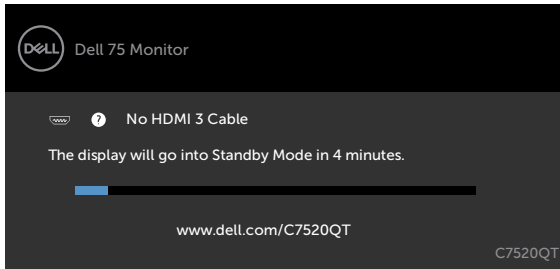 DELL
Dell 75 Monitor
? No HDMI 3 Cable
The display will go into Standby Mode in 4 minutes.
www.dell.com/C7520QT
C7520QT